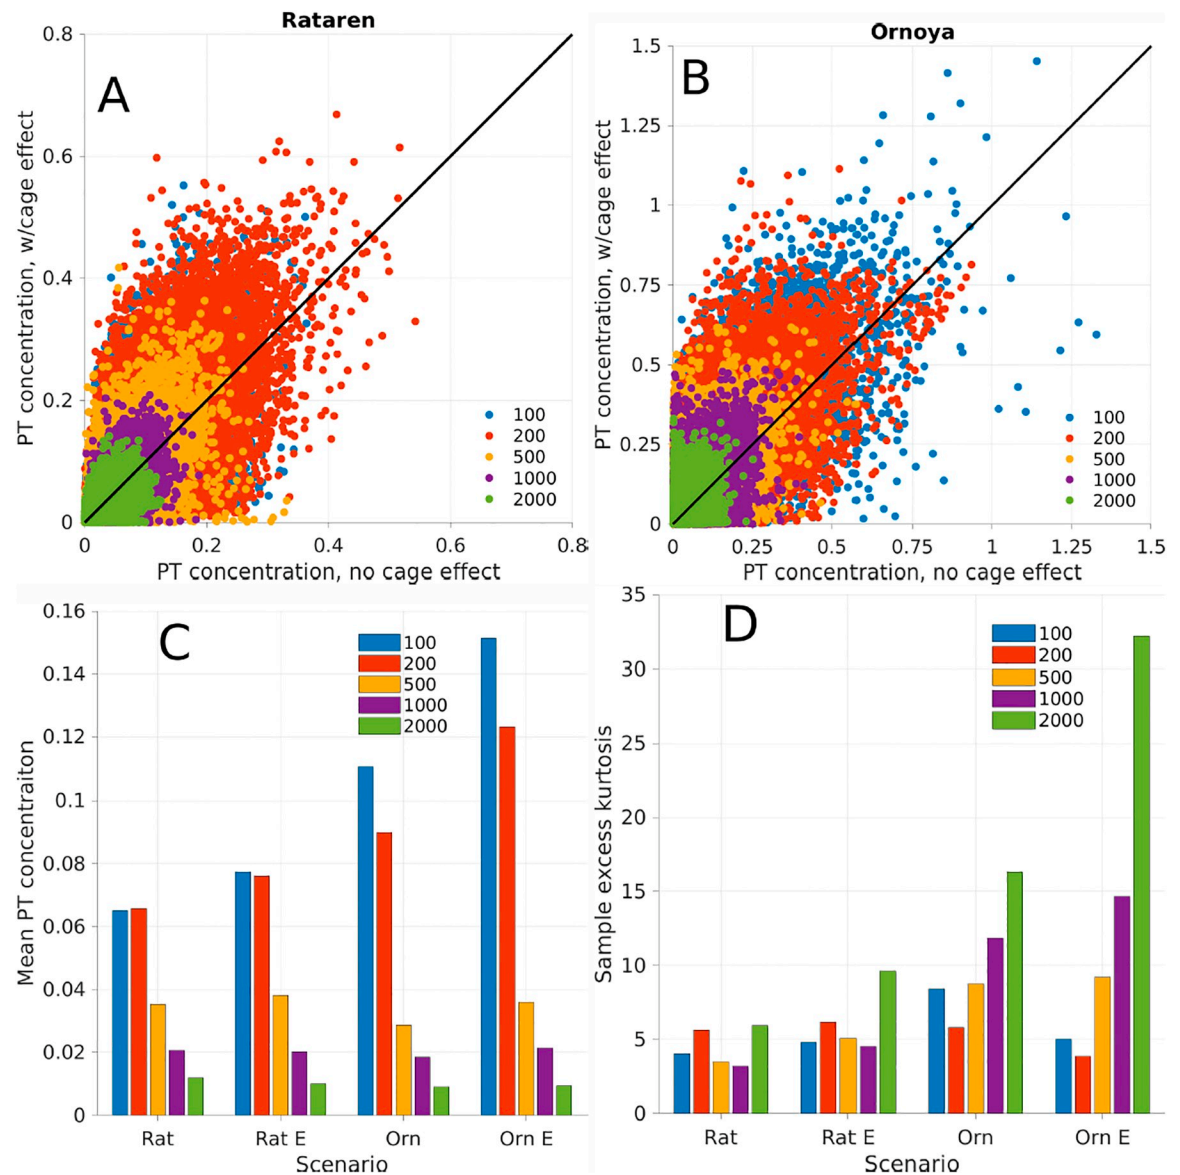 Rataren
A
PT concentration, w/cage effect
0.8
0.6
0.4
0.2
0
0
0.2
0.4
0.6
0.8
PT concentration, no cage effect
100
200
500
1000
2000
Ornoya
B
PT concentration, w/cage effect
1.5
1.25
1
0.75
0.5
0.25
0
0
0.25
0.5
0.75
1
1.25
1.5
PT concentration, no cage effect
100
200
500
1000
2000
C
Mean PT concentraiton
0.16
0.14
0.12
0.1
0.08
0.06
0.04
0.02
0
100
200
500
1000
2000
Rat
Rat E
Orn
Orn E
Scenario
D
Sample excess kurtosis
35
30
25
20
15
10
5
0
100
200
500
1000
2000
Rat
Rat E
Orn
Orn E
Scenario